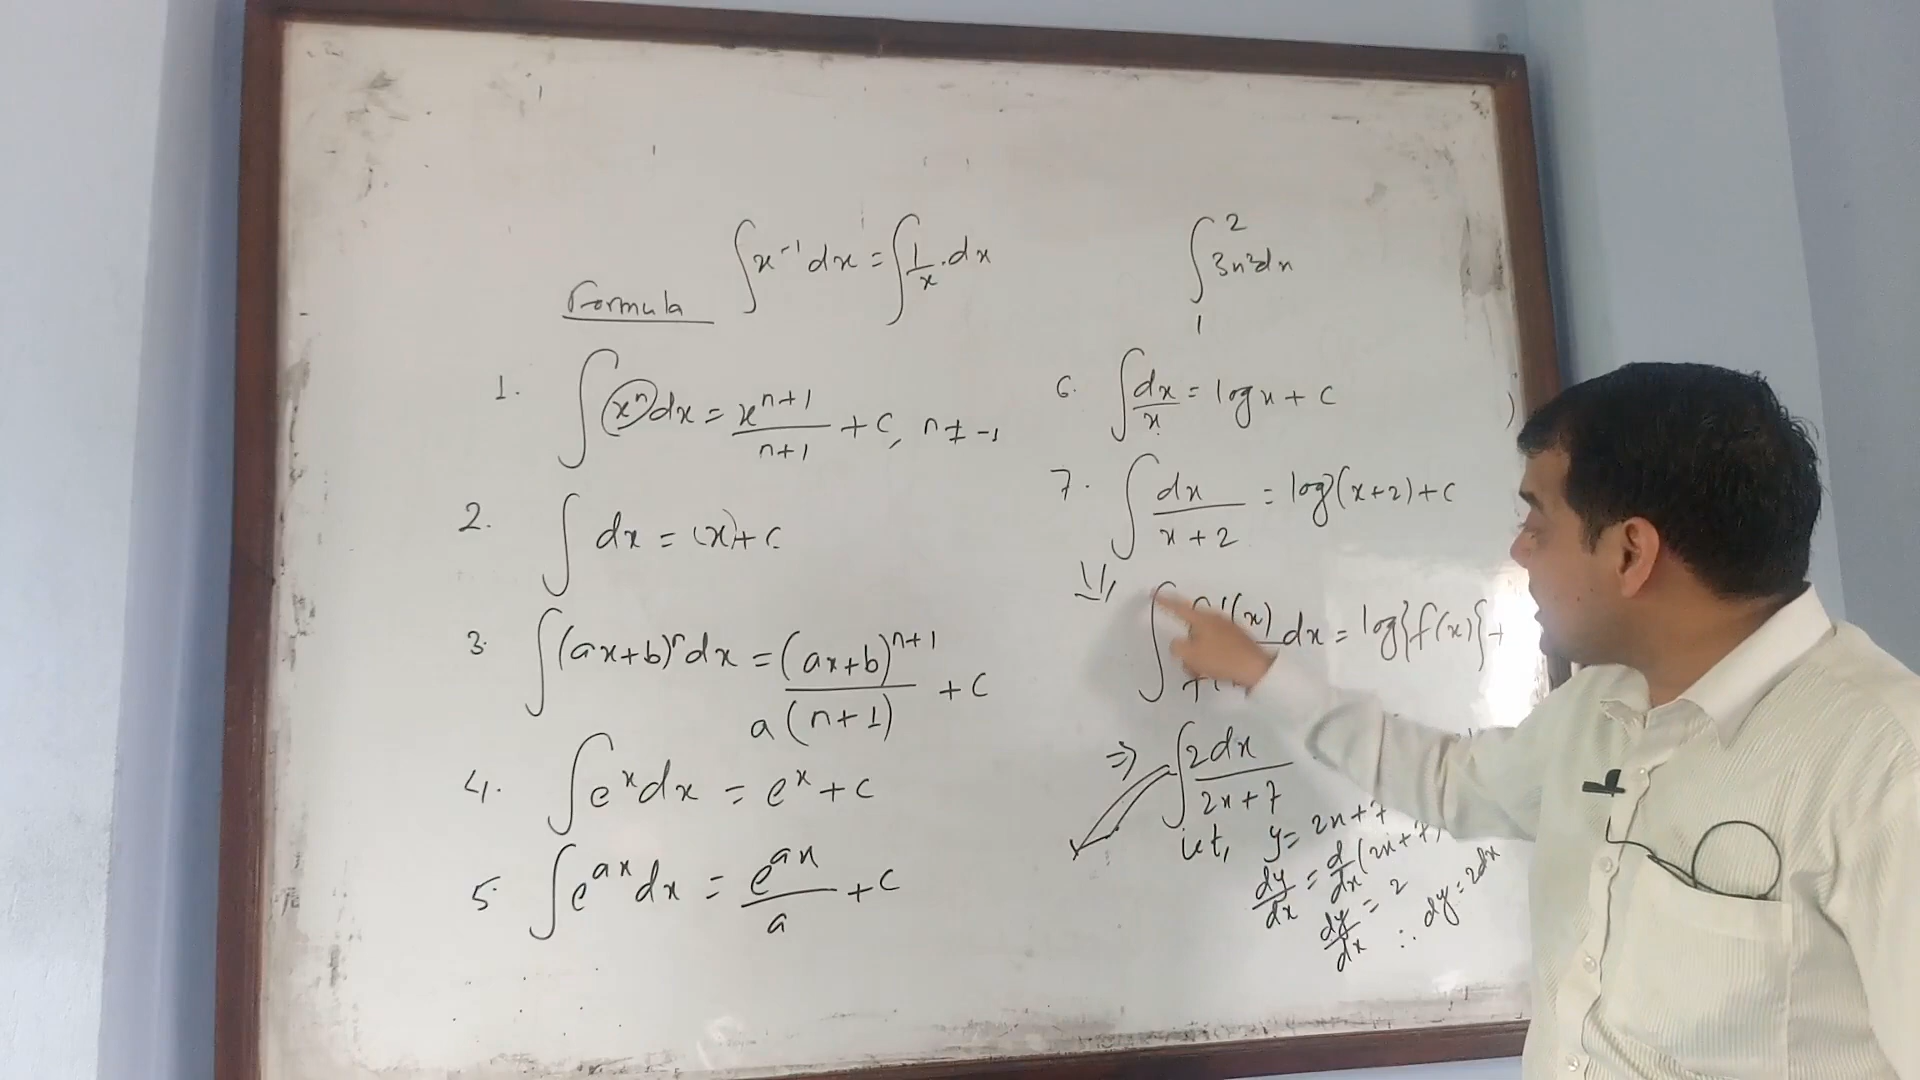 ∫x⁻¹dx = ∫1/x . dx
Formula
1. ∫xⁿdx = xⁿ⁺¹/n+1 + C, n ≠ -1
2. ∫dx = (x)+c
3. ∫(ax+b)ⁿdx = (ax+b)ⁿ⁺¹/a(n+1) + C
4. ∫eˣdx = eˣ+C
5. ∫eᵃˣdx = eᵃˣ/a + C
∫₁² 3x²dx
6. ∫dx/x = log x + C
7. ∫dx/x+2 = log(x+2)+C
dx = log{f(x)}+
⇒ ∫2dx/2x+7
Let, y = 2x+7
dy/dx = d/dx(2x+7)
dy/dx = 2
∴ dy = 2dx